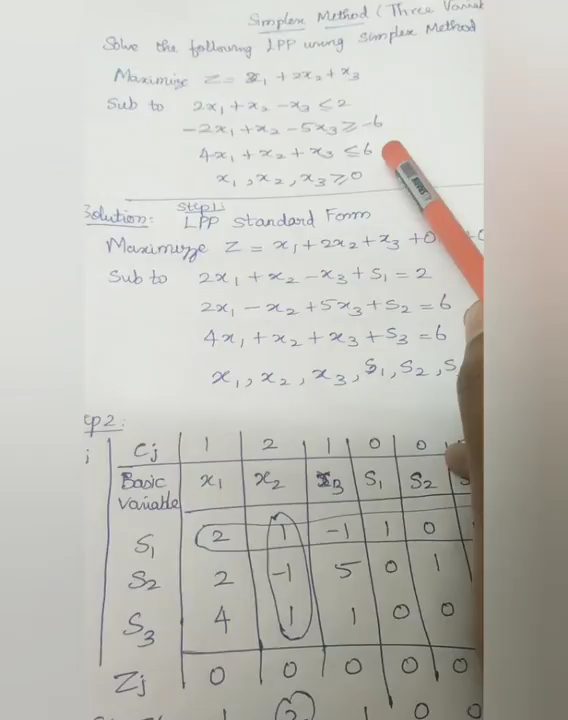 Simplex Method (Three Variab
Solve the following LPP using Simplex Method
Maximize Z = x₁ + 2x₂ + x₃
Sub to 2x₁ + x₂ - x₃ ≤ 2
-2x₁ + x₂ - 5x₃ ≥ -6
4x₁ + x₂ + x₃ ≤ 6
x₁, x₂, x₃ ≥ 0
Solution: Step1: LPP Standard Form
Maximize Z = x₁ + 2x₂ + x₃ + 0
Sub to 2x₁ + x₂ - x₃ + S₁ = 2
2x₁ - x₂ + 5x₃ + S₂ = 6
4x₁ + x₂ + x₃ + S₃ = 6
x₁, x₂, x₃, S₁, S₂, S
ep2:
Cj 1 2 1 0 0
Basic Variable x₁ x₂ x₃ S₁ S₂ S
S₁ 2 1 -1 1 0
S₂ 2 -1 5 0 1
S₃ 4 1 1 0 0
Zj 0 0 0 0 0